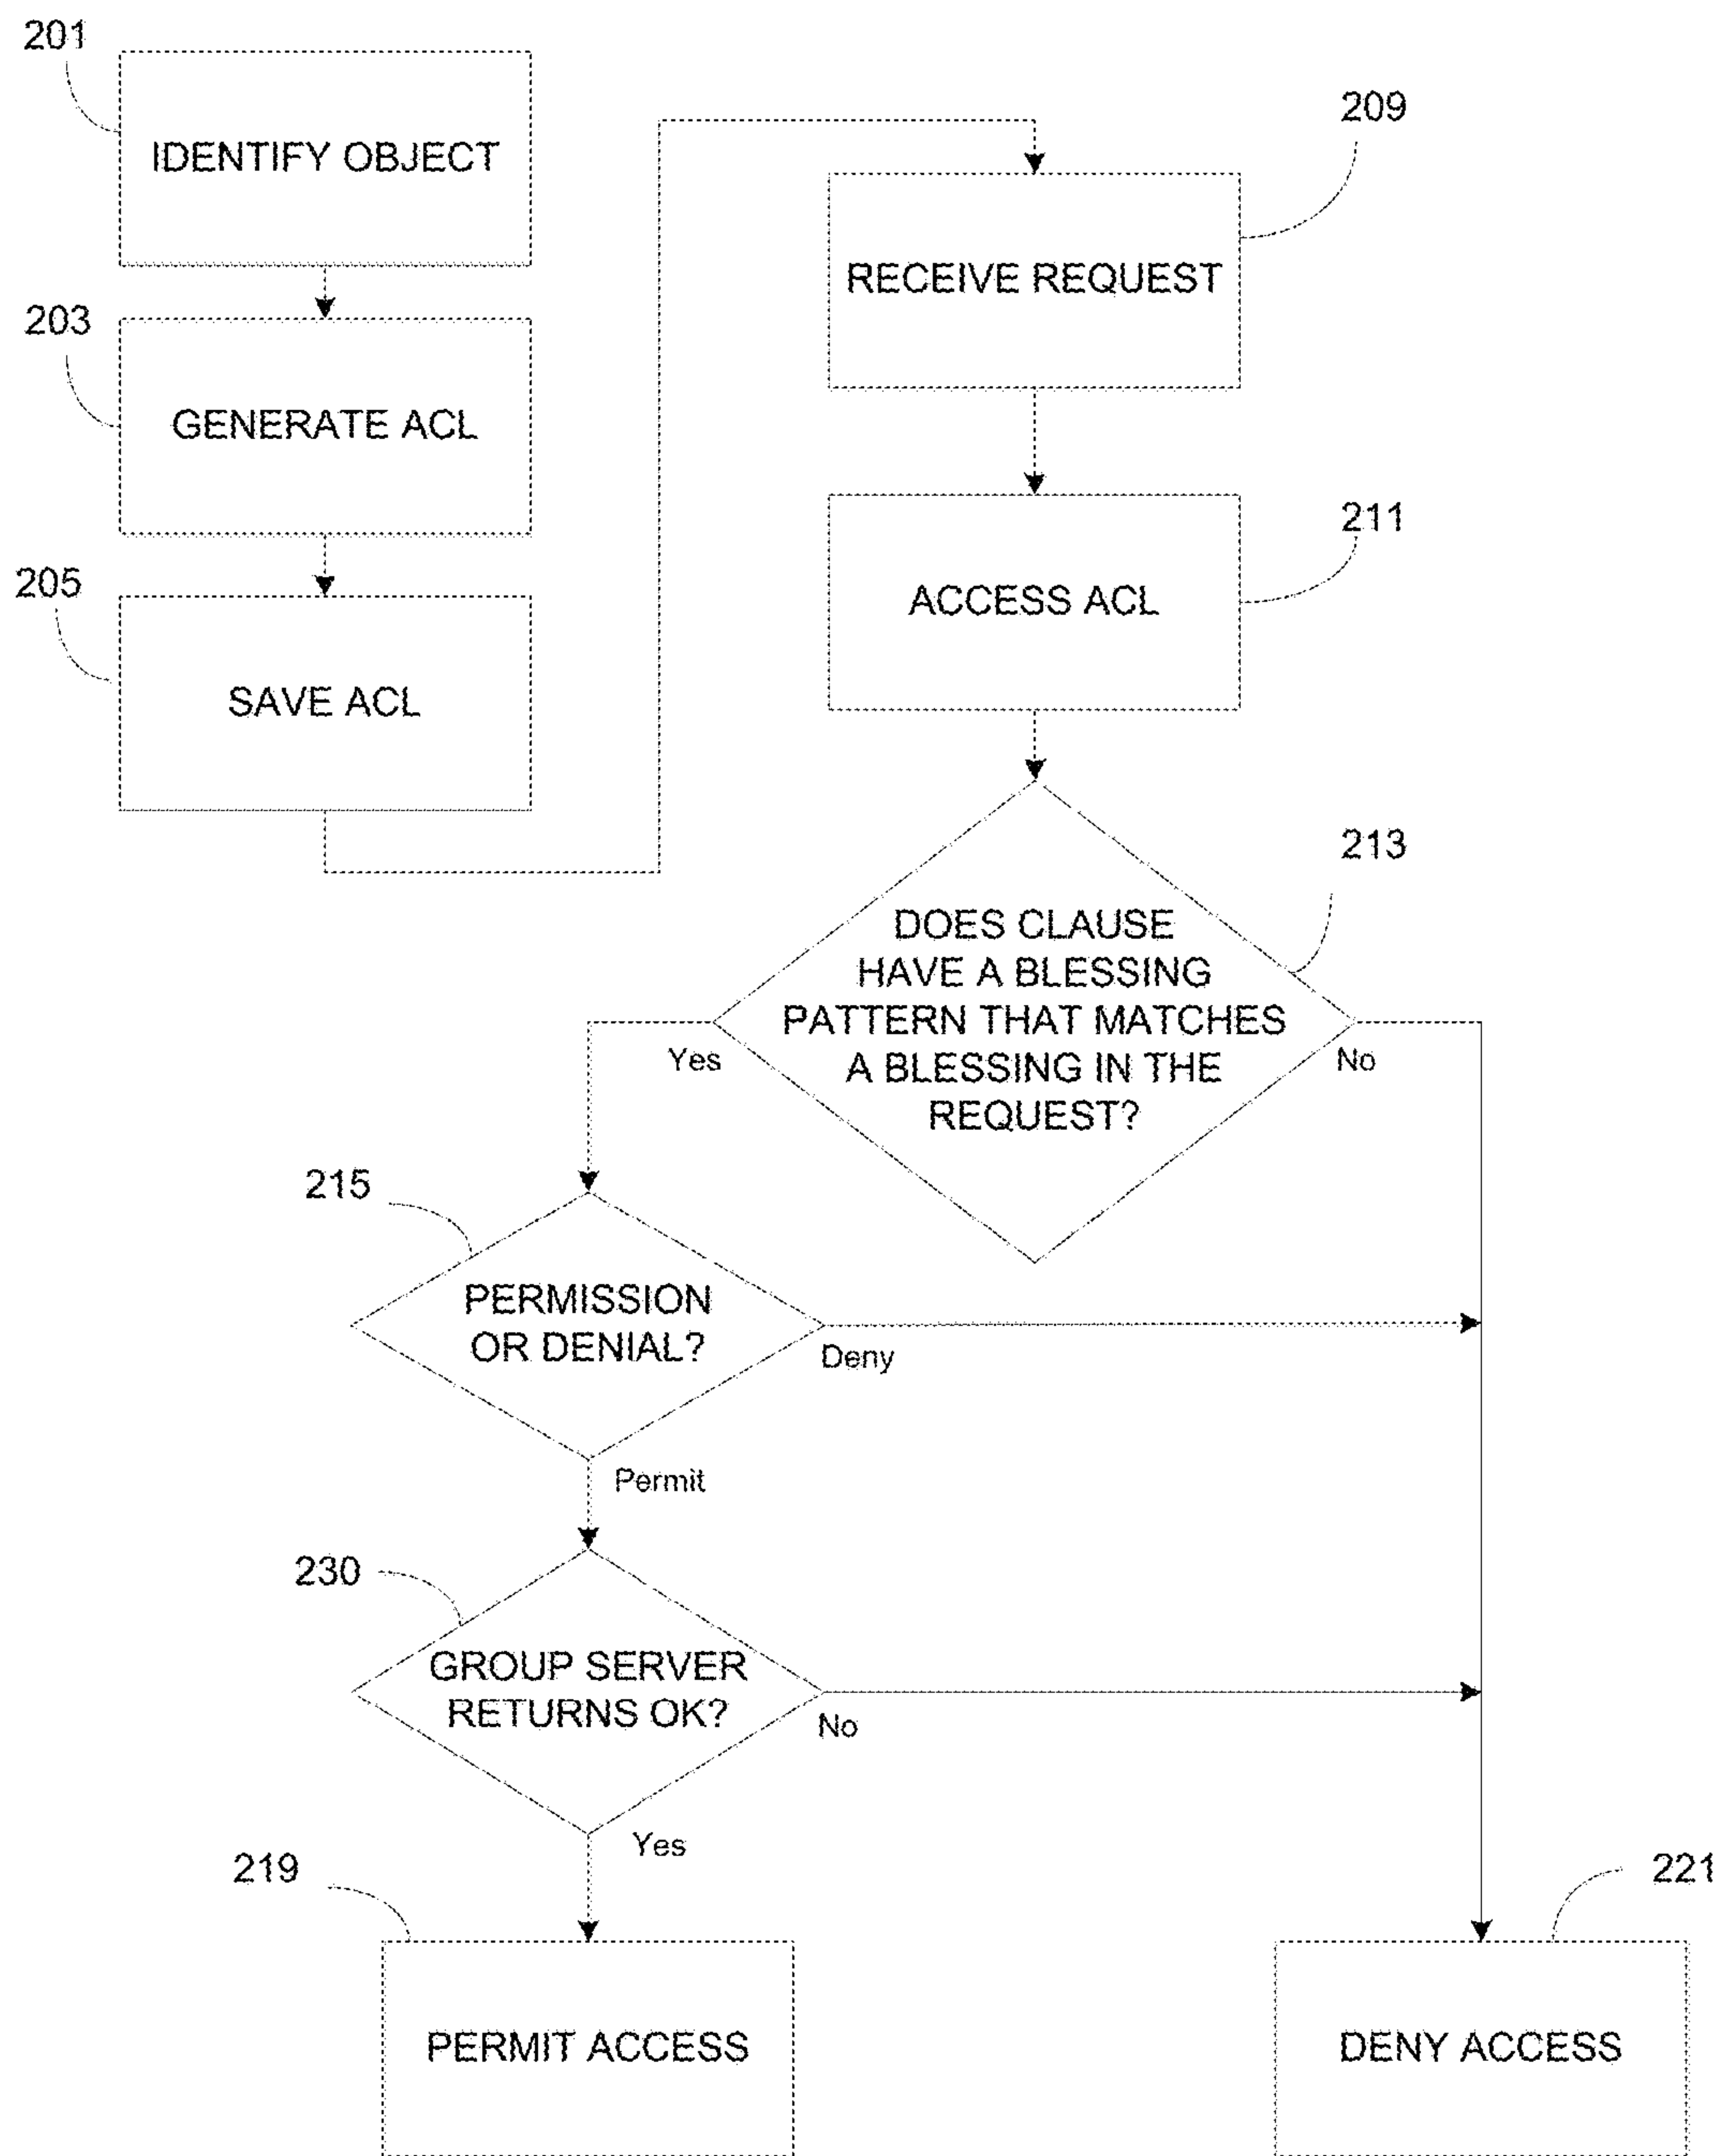 201
IDENTIFY OBJECT
203
GENERATE ACL
205
SAVE ACL
209
RECEIVE REQUEST
211
ACCESS ACL
213
DOES CLAUSE
HAVE A BLESSING
PATTERN THAT MATCHES
A BLESSING IN THE
REQUEST?
Yes
No
215
PERMISSION
OR DENIAL?
Deny
Permit
230
GROUP SERVER
RETURNS OK?
No
Yes
219
PERMIT ACCESS
221
DENY ACCESS